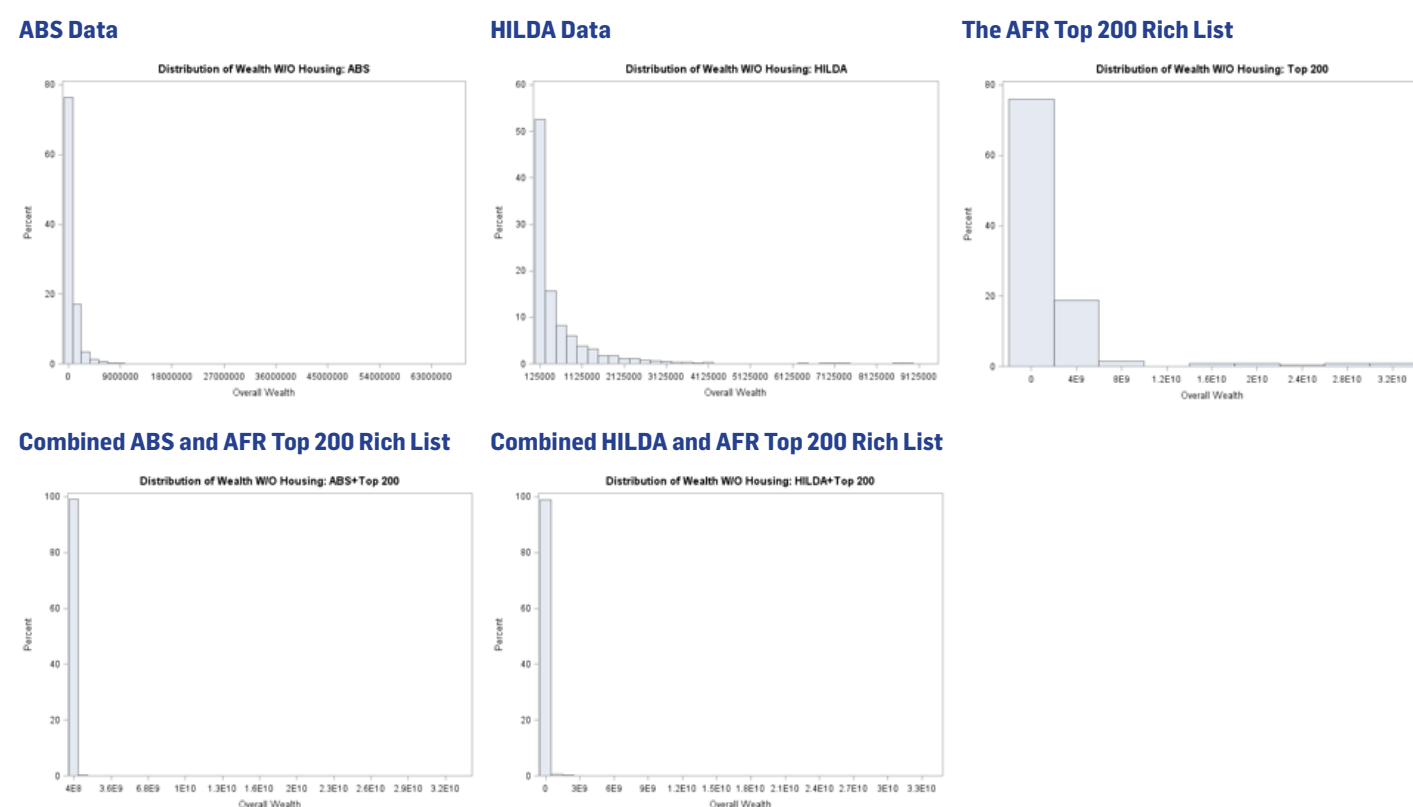 ABS Data
HILDA Data
The AFR Top 200 Rich List
Distribution of Wealth W/O Housing: ABS
80
60
40
20
0
Percent
0 9000000 18000000 27000000 36000000 45000000 54000000 63000000
Overall Wealth
Distribution of Wealth W/O Housing: HILDA
60
50
40
30
20
10
0
Percent
125000 1125000 2125000 3125000 4125000 5125000 6125000 7125000 8125000 9125000
Overall Wealth
Distribution of Wealth W/O Housing: Top 200
80
60
40
20
0
Percent
0 4E9 8E9 1.2E10 1.6E10 2E10 2.4E10 2.8E10 3.2E10
Overall Wealth
Combined ABS and AFR Top 200 Rich List
Combined HILDA and AFR Top 200 Rich List
Distribution of Wealth W/O Housing: ABS+Top 200
100
80
60
40
20
0
Percent
4E8 3.6E9 6.8E9 1E10 1.3E10 1.6E10 2E10 2.3E10 2.6E10 2.9E10 3.2E10
Overall Wealth
Distribution of Wealth W/O Housing: HILDA+Top 200
100
80
60
40
20
0
Percent
0 3E9 6E9 9E9 1.2E10 1.5E10 1.8E10 2.1E10 2.4E10 2.7E10 3E10 3.3E10
Overall Wealth